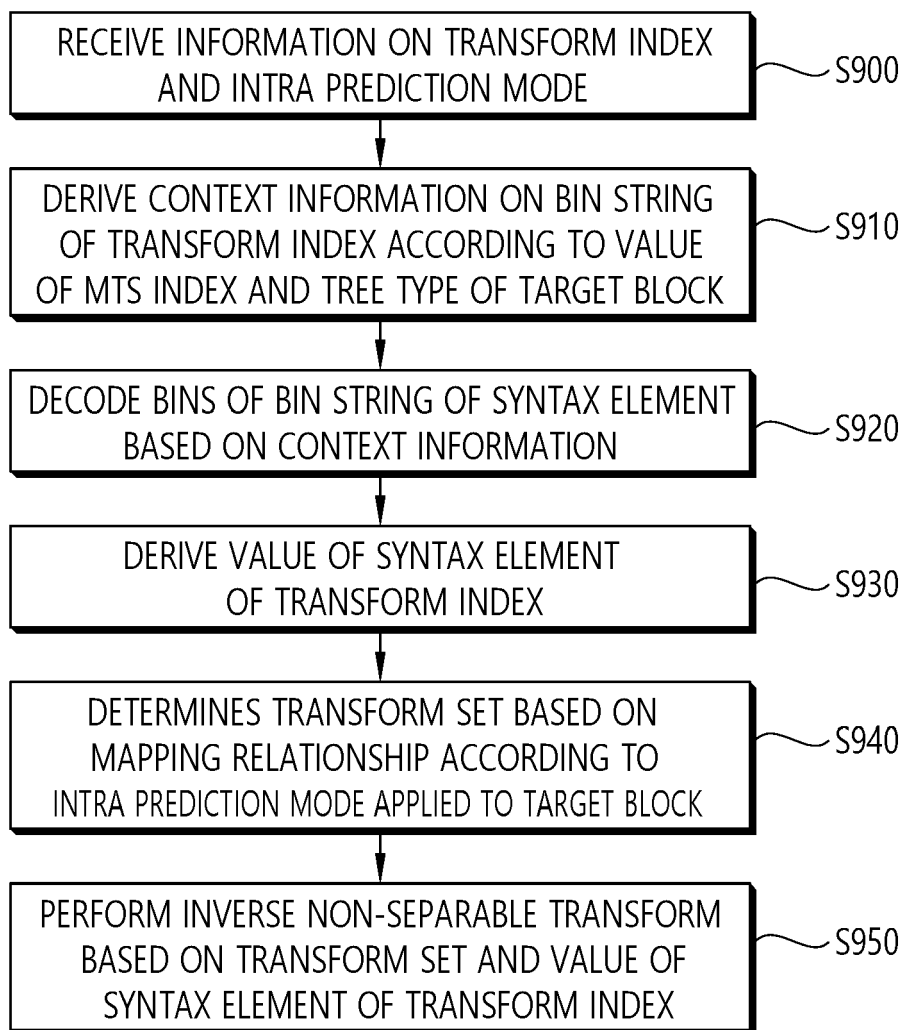 RECEIVE INFORMATION ON TRANSFORM INDEX
AND INTRA PREDICTION MODE
S900
DERIVE CONTEXT INFORMATION ON BIN STRING
OF TRANSFORM INDEX ACCORDING TO VALUE
OF MTS INDEX AND TREE TYPE OF TARGET BLOCK
S910
DECODE BINS OF BIN STRING OF SYNTAX ELEMENT
BASED ON CONTEXT INFORMATION
S920
DERIVE VALUE OF SYNTAX ELEMENT
OF TRANSFORM INDEX
S930
DETERMINES TRANSFORM SET BASED ON
MAPPING RELATIONSHIP ACCORDING TO
INTRA PREDICTION MODE APPLIED TO TARGET BLOCK
S940
PERFORM INVERSE NON-SEPARABLE TRANSFORM
BASED ON TRANSFORM SET AND VALUE OF
SYNTAX ELEMENT OF TRANSFORM INDEX
S950